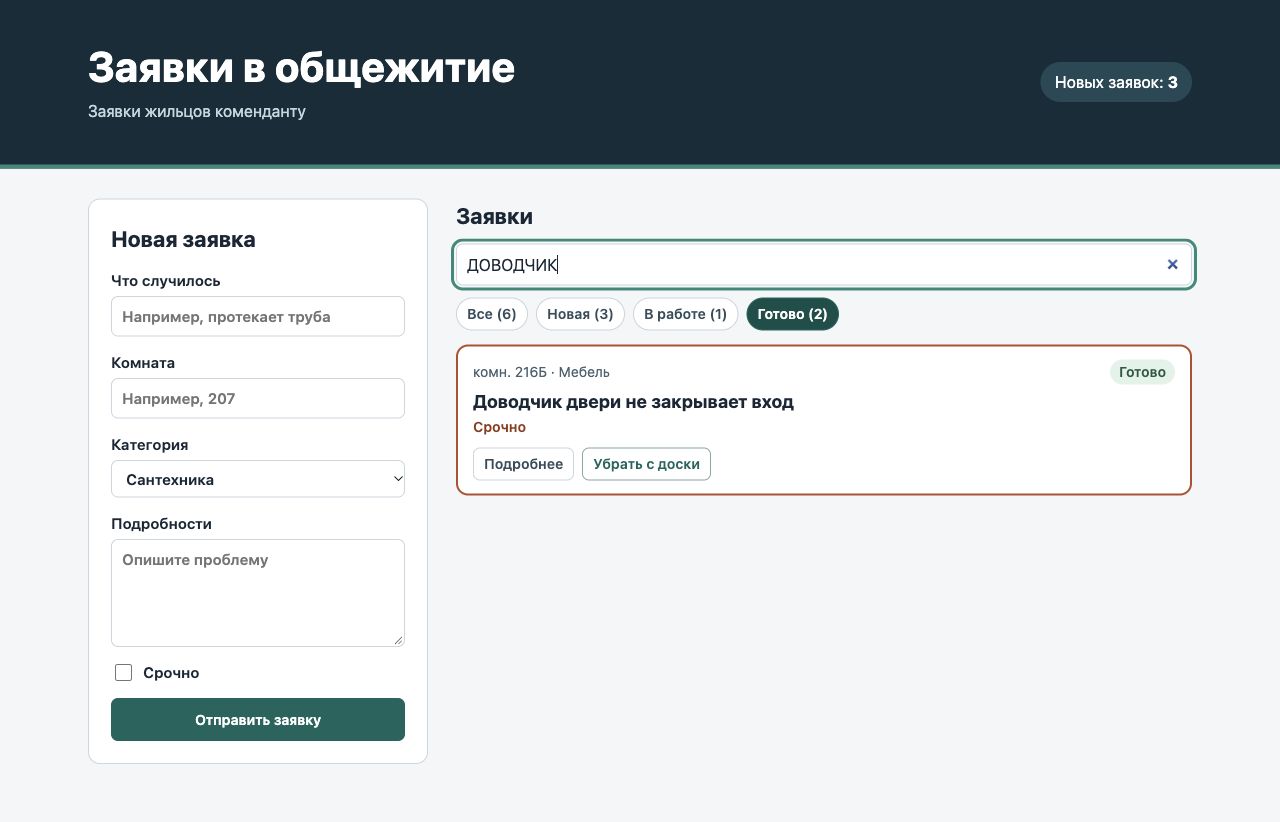 Заявки в общежитие
Заявки жильцов коменданту
Новых заявок: 3
Новая заявка
Что случилось
Например, протекает труба
Комната
Например, 207
Категория
Сантехника
Подробности
Опишите проблему
Срочно
Отправить заявку
Заявки
ДОВОДЧИК
Все (6) Новая (3) В работе (1) Готово (2)
комн. 216Б · Мебель Готово
Доводчик двери не закрывает вход
Срочно
Подробнее Убрать с доски